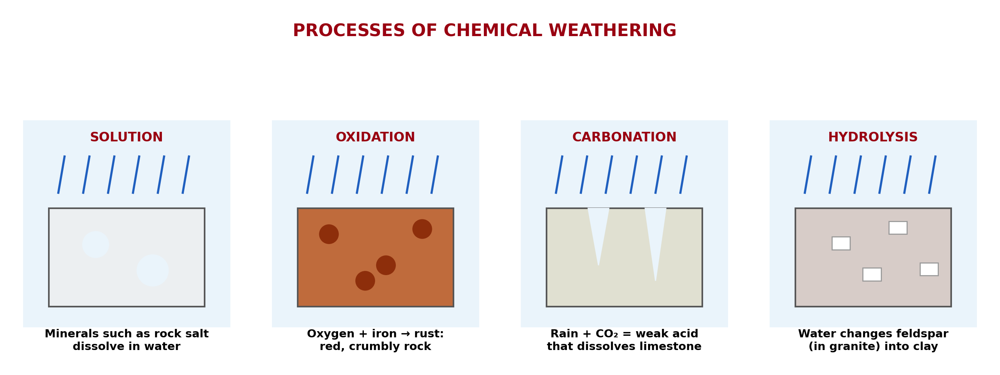 PROCESSES OF CHEMICAL WEATHERING
SOLUTION
Minerals such as rock salt
dissolve in water
OXIDATION
Oxygen + iron → rust:
red, crumbly rock
CARBONATION
Rain + CO₂ = weak acid
that dissolves limestone
HYDROLYSIS
Water changes feldspar
(in granite) into clay